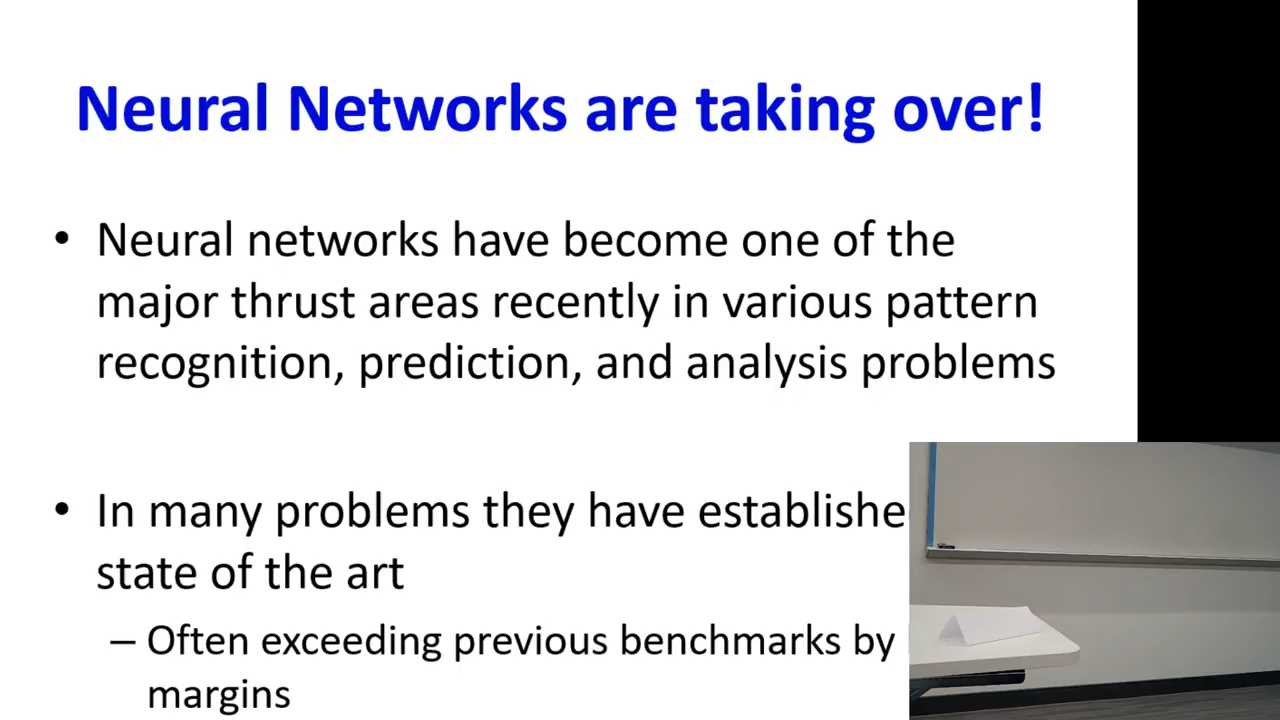 Neural Networks are taking over!
• Neural networks have become one of the
major thrust areas recently in various pattern
recognition, prediction, and analysis problems
• In many problems they have establishe
state of the art
– Often exceeding previous benchmarks by
margins